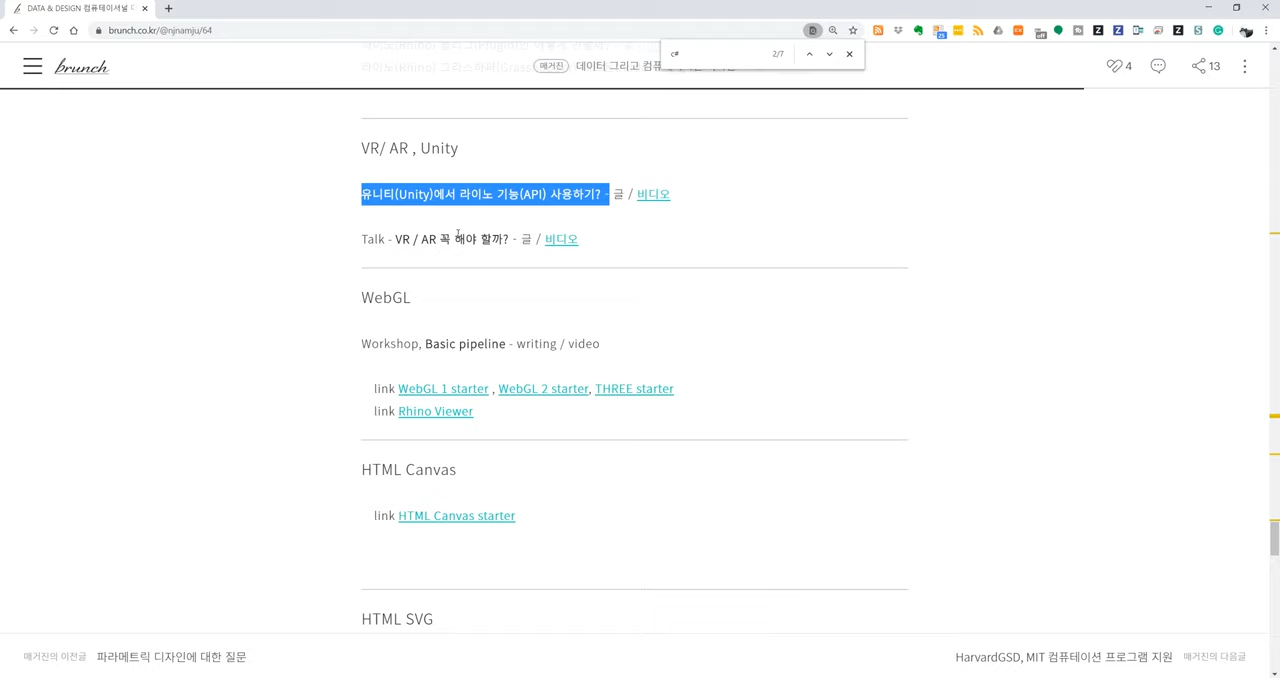 DATA & DESIGN 컴퓨테이셔널 디
brunch.co.kr/@njnamju/64
c#
2/7
brunch
매거진 데이터 그리고 컴퓨
4
13
VR/ AR , Unity
유니티(Unity)에서 라이노 기능(API) 사용하기? - 글 / 비디오
Talk - VR / AR 꼭 해야 할까? - 글 / 비디오
WebGL
Workshop, Basic pipeline - writing / video
link WebGL 1 starter , WebGL 2 starter, THREE starter
link Rhino Viewer
HTML Canvas
link HTML Canvas starter
HTML SVG
매거진의 이전글 파라메트릭 디자인에 대한 질문
HarvardGSD, MIT 컴퓨테이션 프로그램 지원 매거진의 다음글